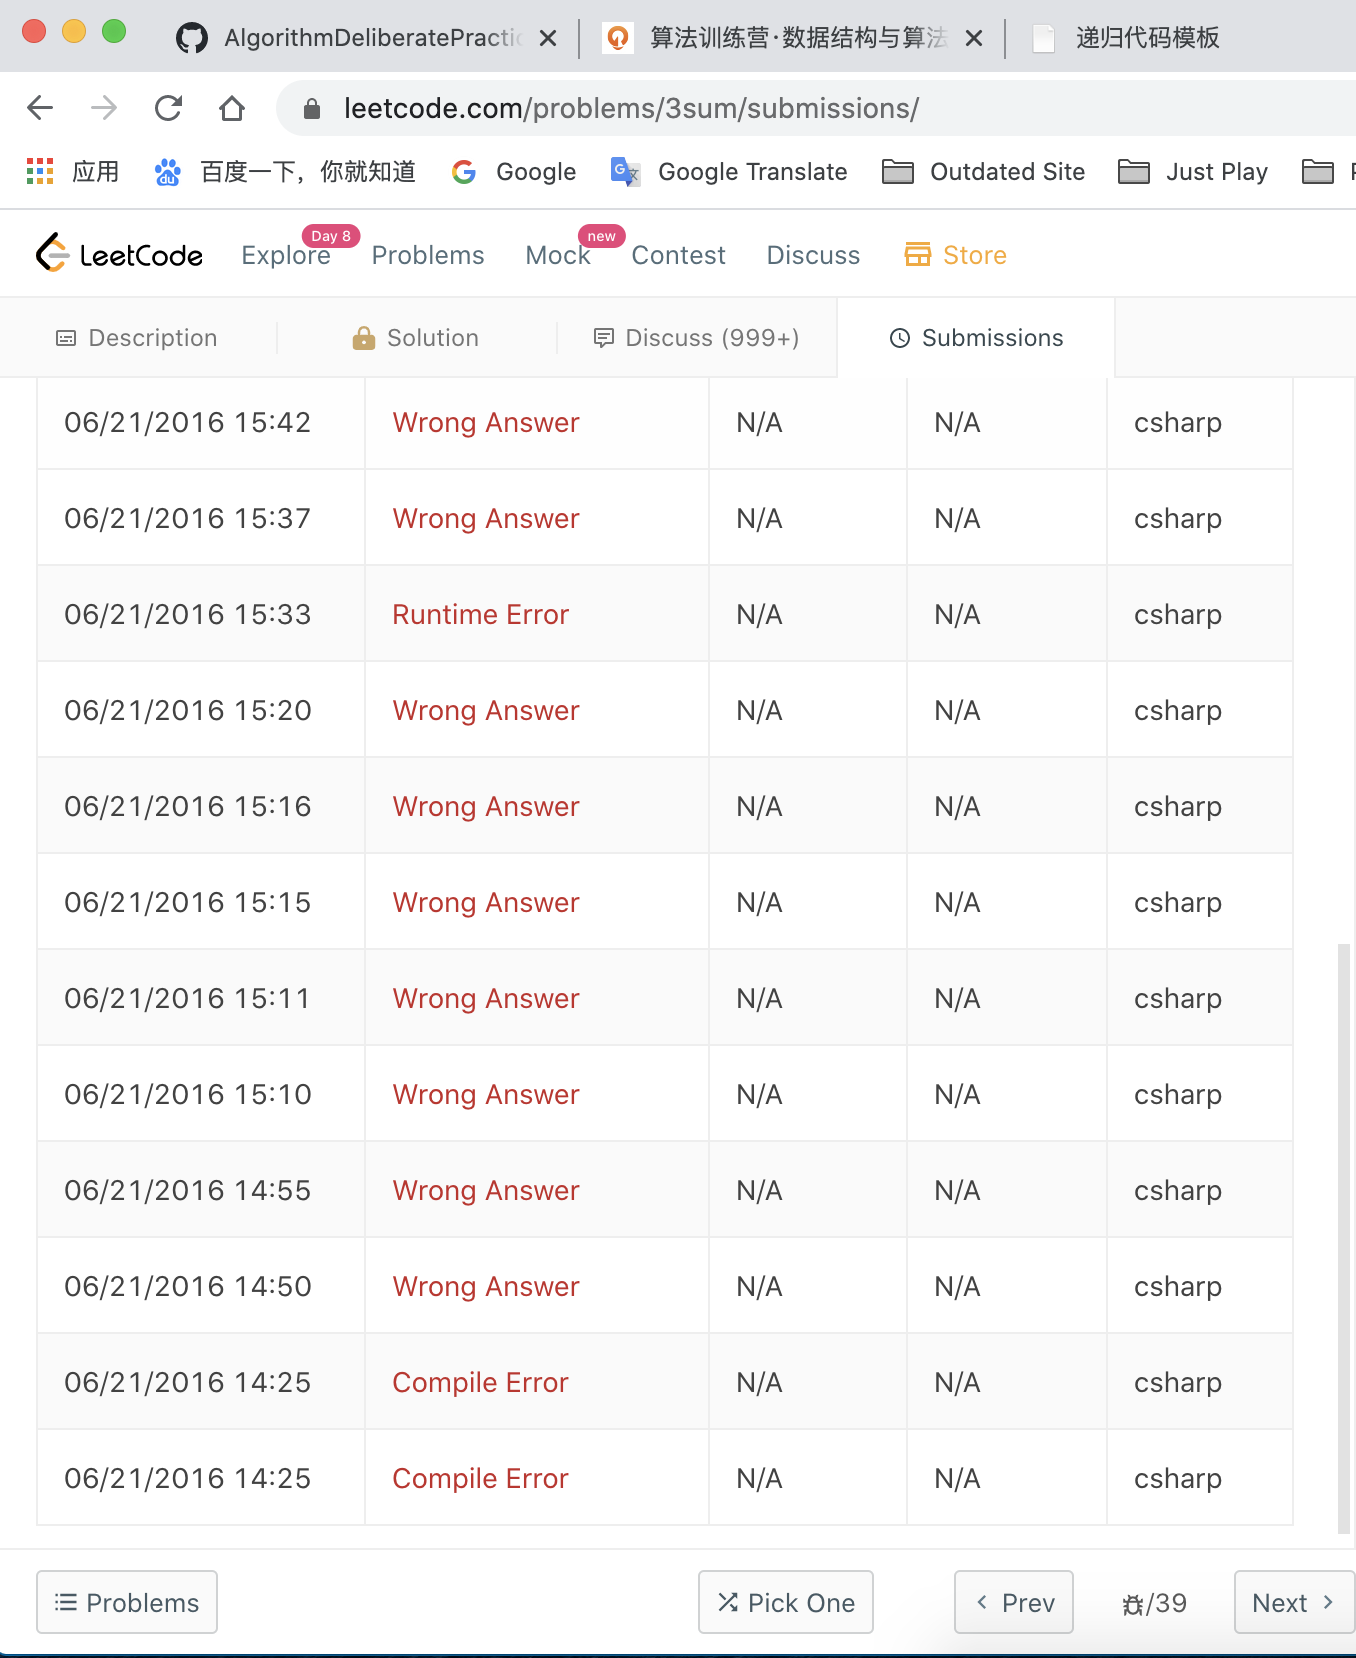 AlgorithmDeliberatePractic
算法训练营·数据结构与算法
递归代码模板
leetcode.com/problems/3sum/submissions/
应用 百度一下，你就知道 Google Google Translate Outdated Site Just Play
LeetCode Explore Day 8 Problems Mock new Contest Discuss Store
Description Solution Discuss (999+) Submissions
06/21/2016 15:42 Wrong Answer N/A N/A csharp
06/21/2016 15:37 Wrong Answer N/A N/A csharp
06/21/2016 15:33 Runtime Error N/A N/A csharp
06/21/2016 15:20 Wrong Answer N/A N/A csharp
06/21/2016 15:16 Wrong Answer N/A N/A csharp
06/21/2016 15:15 Wrong Answer N/A N/A csharp
06/21/2016 15:11 Wrong Answer N/A N/A csharp
06/21/2016 15:10 Wrong Answer N/A N/A csharp
06/21/2016 14:55 Wrong Answer N/A N/A csharp
06/21/2016 14:50 Wrong Answer N/A N/A csharp
06/21/2016 14:25 Compile Error N/A N/A csharp
06/21/2016 14:25 Compile Error N/A N/A csharp
Problems Pick One Prev /39 Next